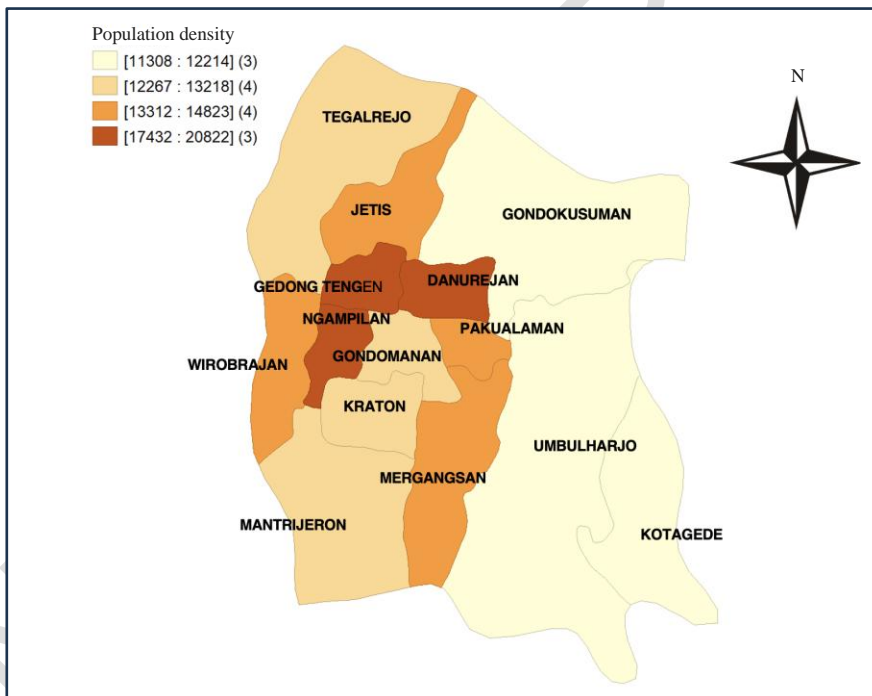 Population density
[11308 : 12214] (3)
[12267 : 13218] (4)
[13312 : 14823] (4)
[17432 : 20822] (3)
N
TEGALREJO
JETIS
GONDOKUSUMAN
GEDONG TENGEN
DANUREJAN
NGAMPILAN
PAKUALAMAN
WIROBRAJAN
GONDOMANAN
KRATON
UMBULHARJO
MERGANGSAN
MANTRIJERON
KOTAGEDE